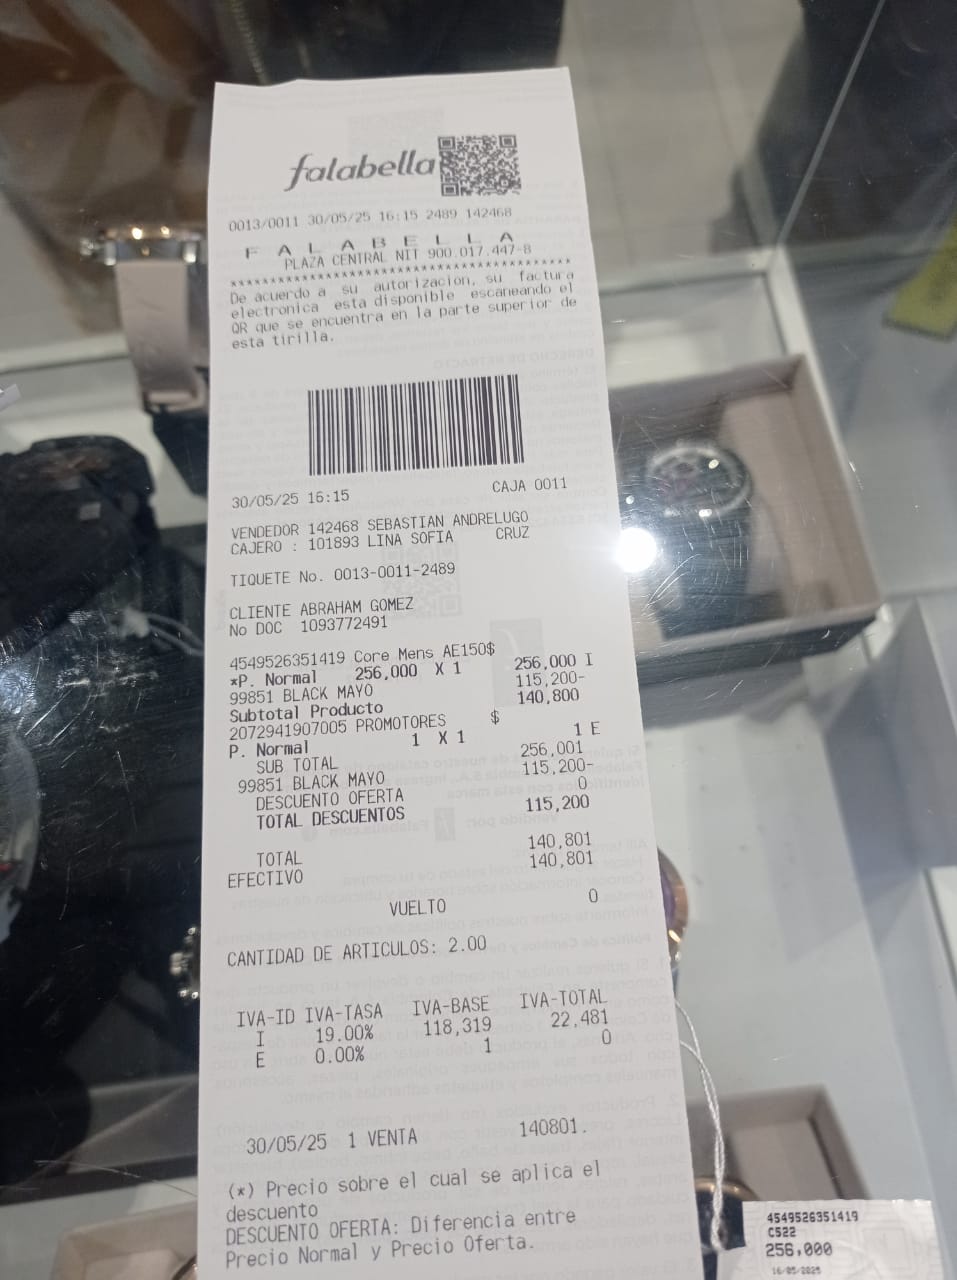 falabella
0013/0011 30/05/25 16:15 2489 142468
F A L A B E L L A
PLAZA CENTRAL NIT 900.017.447-8
****************************************
De acuerdo a su autorizacion, su factura
electronica esta disponible escaneando el
QR que se encuentra en la parte superior de
esta tirilla.
30/05/25 16:15 CAJA 0011
VENDEDOR 142468 SEBASTIAN ANDRELUGO
CAJERO : 101893 LINA SOFIA CRUZ
TIQUETE No. 0013-0011-2489
CLIENTE ABRAHAM GOMEZ
No DOC 1093772491
4549526351419 Core Mens AE150$
*P. Normal 256,000 X 1 256,000 I
99851 BLACK MAYO 115,200-
Subtotal Producto 140,800
2072941907005 PROMOTORES $
P. Normal 1 X 1 1 E
SUB TOTAL 256,001
99851 BLACK MAYO 115,200-
DESCUENTO OFERTA 0
TOTAL DESCUENTOS 115,200
TOTAL 140,801
EFECTIVO 140,801
VUELTO 0
CANTIDAD DE ARTICULOS: 2.00
IVA-ID IVA-TASA IVA-BASE IVA-TOTAL
I 19.00% 118,319 22,481
E 0.00% 1 0
30/05/25 1 VENTA 140801.
(*) Precio sobre el cual se aplica el
descuento
DESCUENTO OFERTA: Diferencia entre
Precio Normal y Precio Oferta.
4549526351419
C522
256,000
16/05/2025